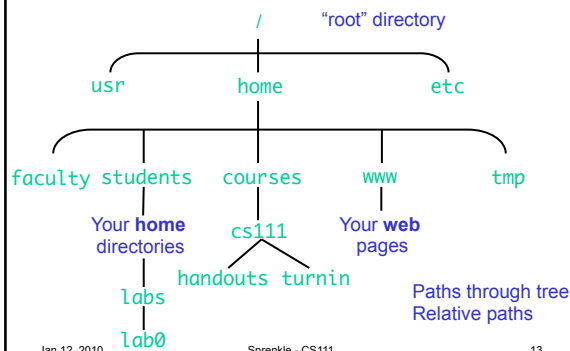 / “root” directory
usr home etc
faculty students courses www tmp
Your home directories
cs111
Your web pages
handouts turnin
labs
Paths through tree
Relative paths
lab0
Jan 12, 2010 Sprenkle - CS111 13